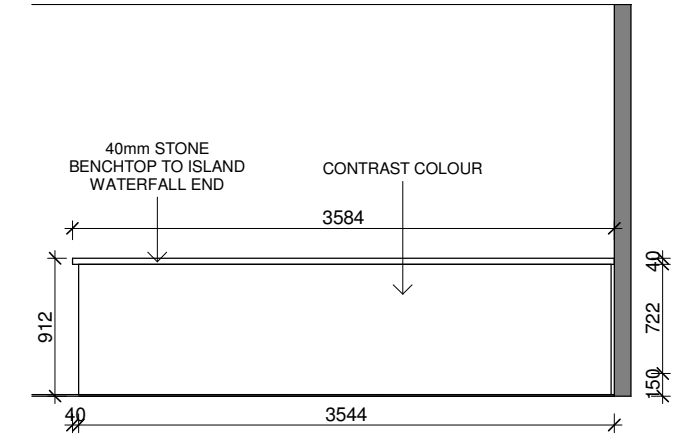 40mm STONE
BENCHTOP TO ISLAND
WATERFALL END
CONTRAST COLOUR
3584
40
912
722
150
40
3544